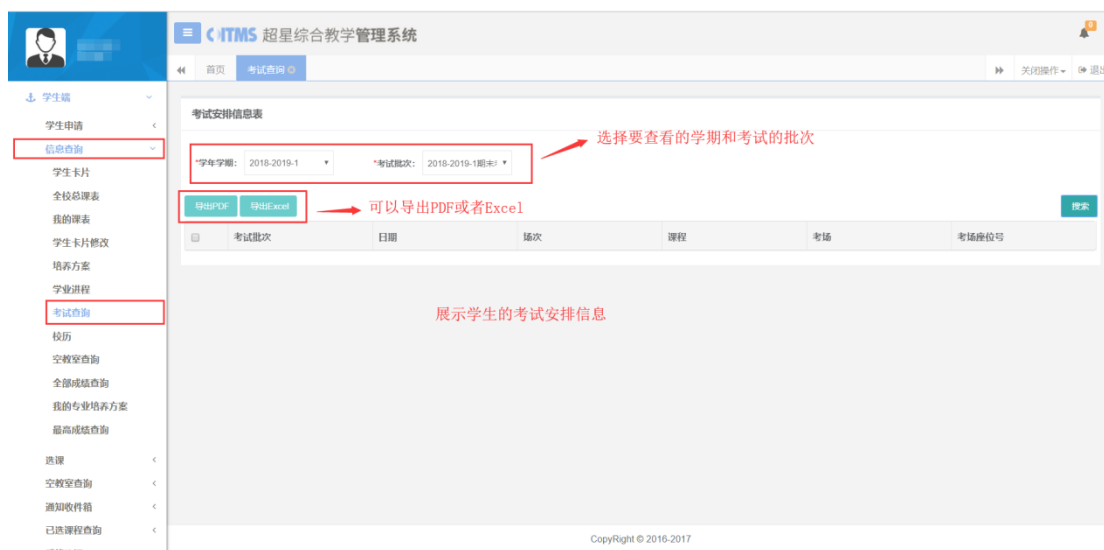 CITMS 超星综合教学管理系统
0
首页
考试查询
关闭操作
退出
学生端
学生申请
信息查询
学生卡片
全校总课表
我的课表
学生卡片修改
培养方案
学业进程
考试查询
校历
空教室查询
全部成绩查询
我的专业培养方案
最高成绩查询
选课
空教室查询
通知收件箱
已选课程查询
考试安排信息表
选择要查看的学期和考试的批次
*学年学期: 2018-2019-1 *考试批次: 2018-2019-1期末
导出PDF 导出Excel 可以导出PDF或者Excel 搜索
考试批次 日期 场次 课程 考场 考场座位号
展示学生的考试安排信息
CopyRight © 2016-2017